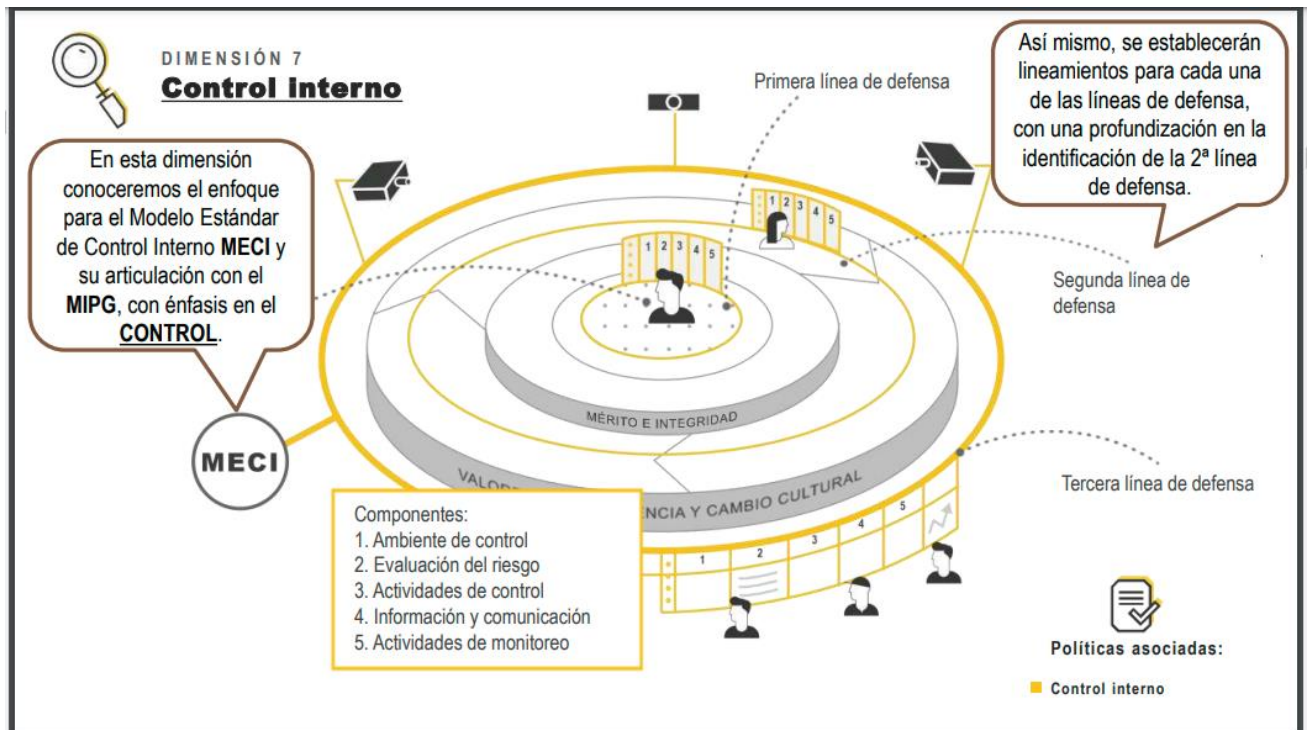 DIMENSIÓN 7
Control interno
En esta dimensión
conoceremos el enfoque
para el Modelo Estándar
de Control Interno MECI y
su articulación con el
MIPG, con énfasis en el
CONTROL.
Primera línea de defensa
Así mismo, se establecerán
lineamientos para cada una
de las líneas de defensa,
con una profundización en la
identificación de la 2ª línea
de defensa.
1 2 3 4 5
1 2 3 4 5
Segunda línea de
defensa
MÉRITO E INTEGRIDAD
MECI
NCIA Y CAMBIO CULTURAL
Tercera línea de defensa
Componentes:
1. Ambiente de control
2. Evaluación del riesgo
3. Actividades de control
4. Información y comunicación
5. Actividades de monitoreo
1 2 3 4 5
Políticas asociadas:
Control interno